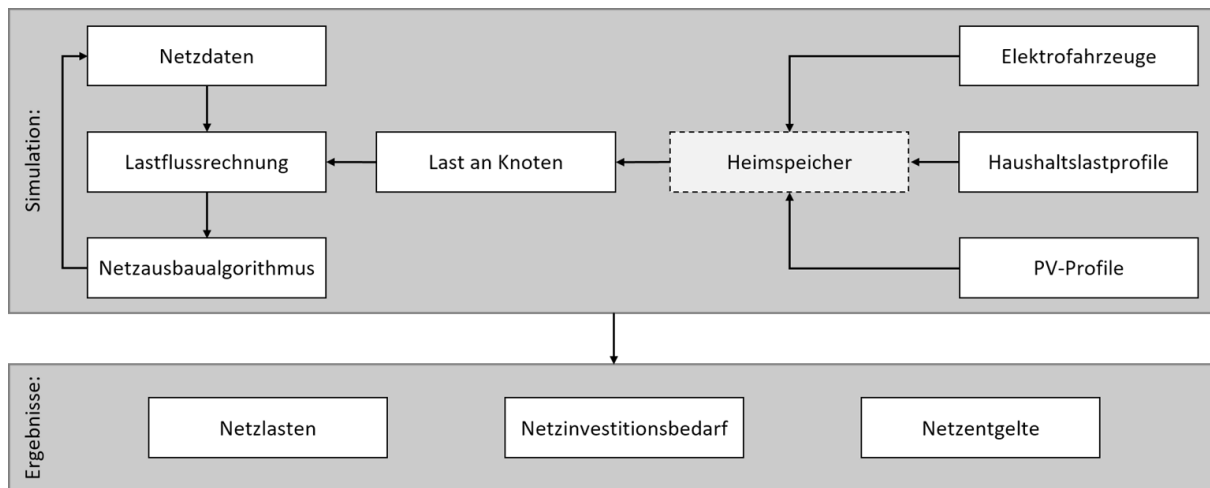 Simulation:
Netzdaten
Elektrofahrzeuge
Lastflussrechnung
Last an Knoten
Heimspeicher
Haushaltslastprofile
Netzausbaualgorithmus
PV-Profile
Ergebnisse:
Netzlasten
Netzinvestitionsbedarf
Netzentgelte